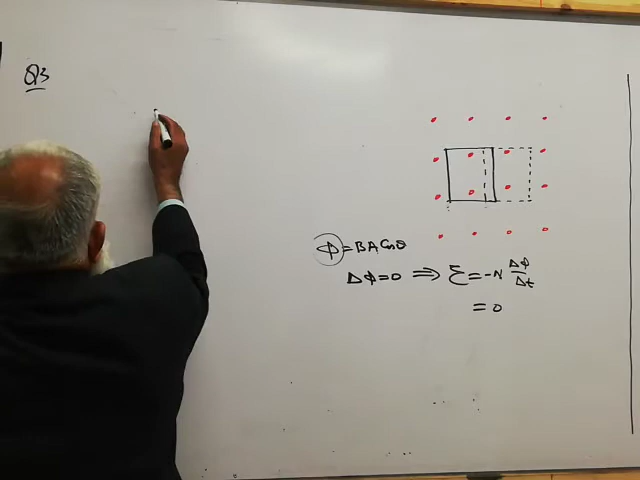 Q3
Φ = BA Cosθ
ΔΦ = 0 ⇒ Ɛ = -N ΔΦ/Δt
= 0